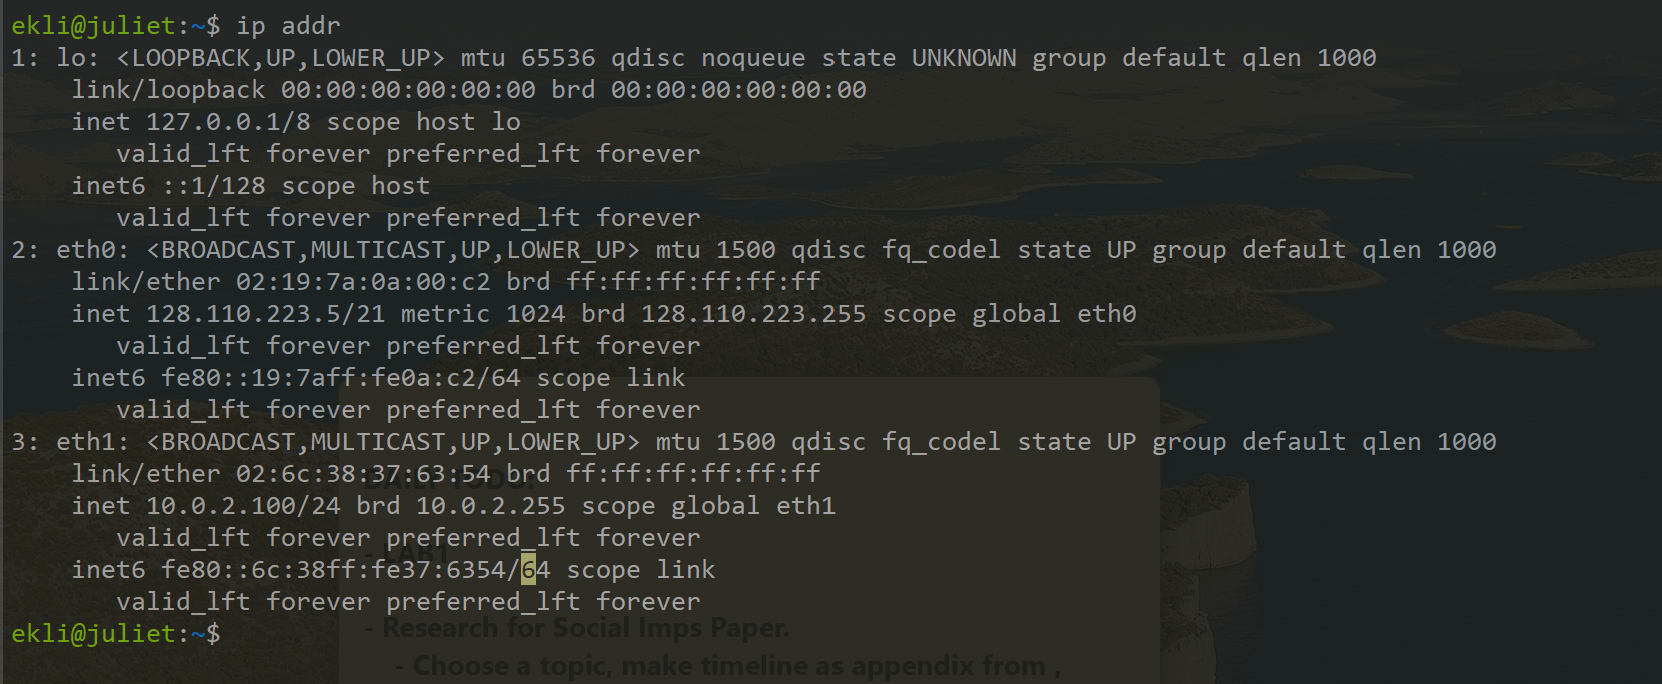 ekli@juliet:~$ ip addr
1: lo: <LOOPBACK,UP,LOWER_UP> mtu 65536 qdisc noqueue state UNKNOWN group default qlen 1000
    link/loopback 00:00:00:00:00:00 brd 00:00:00:00:00:00
    inet 127.0.0.1/8 scope host lo
       valid_lft forever preferred_lft forever
    inet6 ::1/128 scope host
       valid_lft forever preferred_lft forever
2: eth0: <BROADCAST,MULTICAST,UP,LOWER_UP> mtu 1500 qdisc fq_codel state UP group default qlen 1000
    link/ether 02:19:7a:0a:00:c2 brd ff:ff:ff:ff:ff:ff
    inet 128.110.223.5/21 metric 1024 brd 128.110.223.255 scope global eth0
       valid_lft forever preferred_lft forever
    inet6 fe80::19:7aff:fe0a:c2/64 scope link
       valid_lft forever preferred_lft forever
3: eth1: <BROADCAST,MULTICAST,UP,LOWER_UP> mtu 1500 qdisc fq_codel state UP group default qlen 1000
    link/ether 02:6c:38:37:63:54 brd ff:ff:ff:ff:ff:ff
    inet 10.0.2.100/24 brd 10.0.2.255 scope global eth1
       valid_lft forever preferred_lft forever
    inet6 fe80::6c:38ff:fe37:6354/64 scope link
       valid_lft forever preferred_lft forever
ekli@juliet:~$
DAILY TODO:
- LAB1
- Research for Social Imps Paper.
- Choose a topic, make timeline as appendix from ,